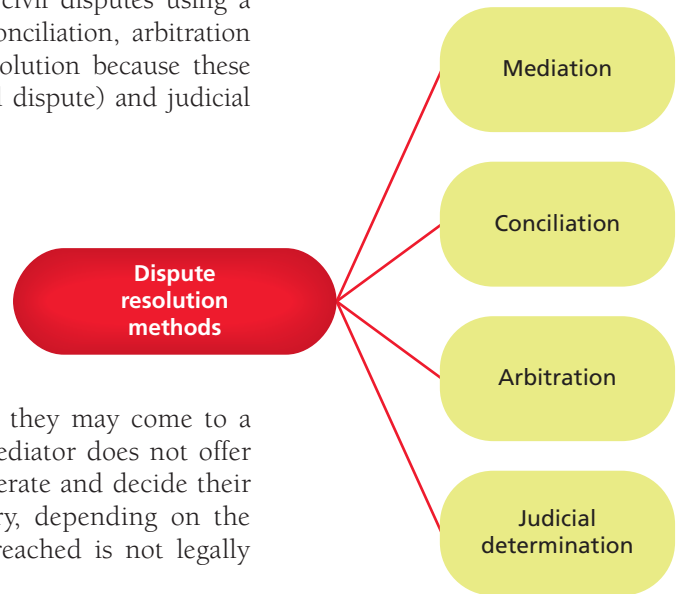 civil disputes using a
onciliation, arbitration
olution because these
dispute) and judicial
they may come to a
ediator does not offer
erate and decide their
ry, depending on the
reached is not legally
Dispute
resolution
methods
Mediation
Conciliation
Arbitration
Judicial
determination